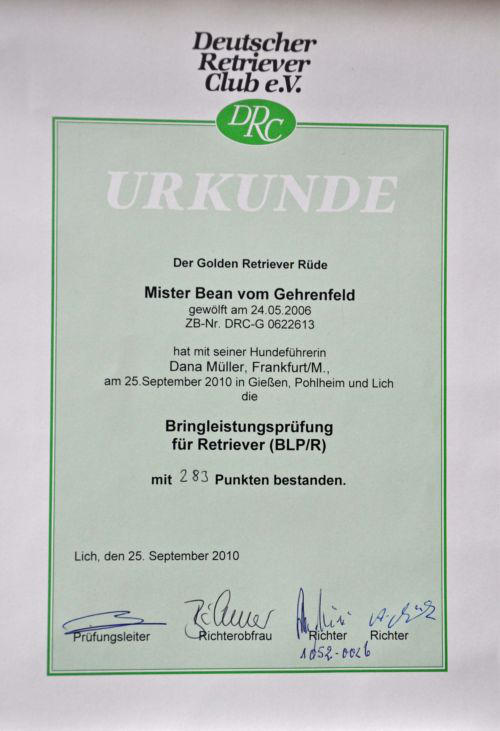 Deutscher
Retriever
Club e.V.
DRC
URKUNDE
Der Golden Retriever Rüde
Mister Bean vom Gehrenfeld
gewölft am 24.05.2006
ZB-Nr. DRC-G 0622613
hat mit seiner Hundeführerin
Dana Müller, Frankfurt/M.,
am 25.September 2010 in Gießen, Pohlheim und Lich
die
Bringleistungsprüfung
für Retriever (BLP/R)
mit 283 Punkten bestanden.
Lich, den 25. September 2010
Prüfungsleiter Richterobfrau Richter Richter
1052-0026